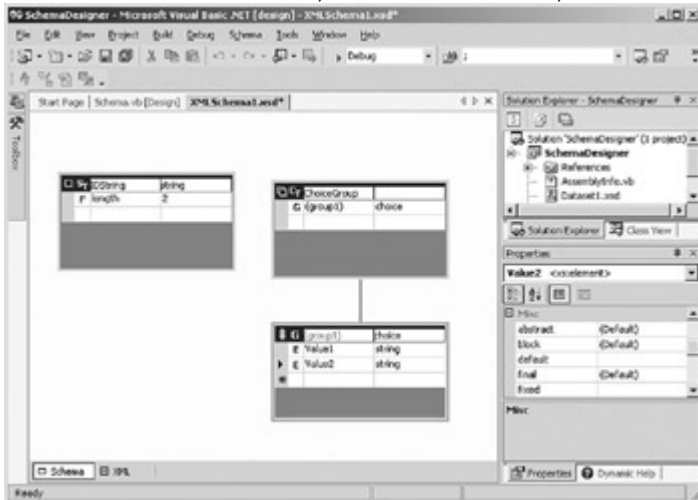 SchemaDesigner - Microsoft Visual Basic .NET [design] - XMLSchema1.xsd*
File Edit View Project Build Debug Schema Tools Window Help
Debug
Start Page Schema.vb [Design] XMLSchema1.xsd*
Toolbox
ST IDString string
F length 2
CT ChoiceGroup
G (group1) choice
G (group1) choice
E Value1 string
E Value2 string
Schema XML
Ready
Solution Explorer - SchemaDesigner
Solution 'SchemaDesigner' (1 project)
SchemaDesigner
References
AssemblyInfo.vb
Dataset1.xsd
Solution Explorer Class View
Properties
Value2 <xs:element>
Misc
abstract (Default)
block (Default)
default
final (Default)
fixed
Misc
Properties Dynamic Help